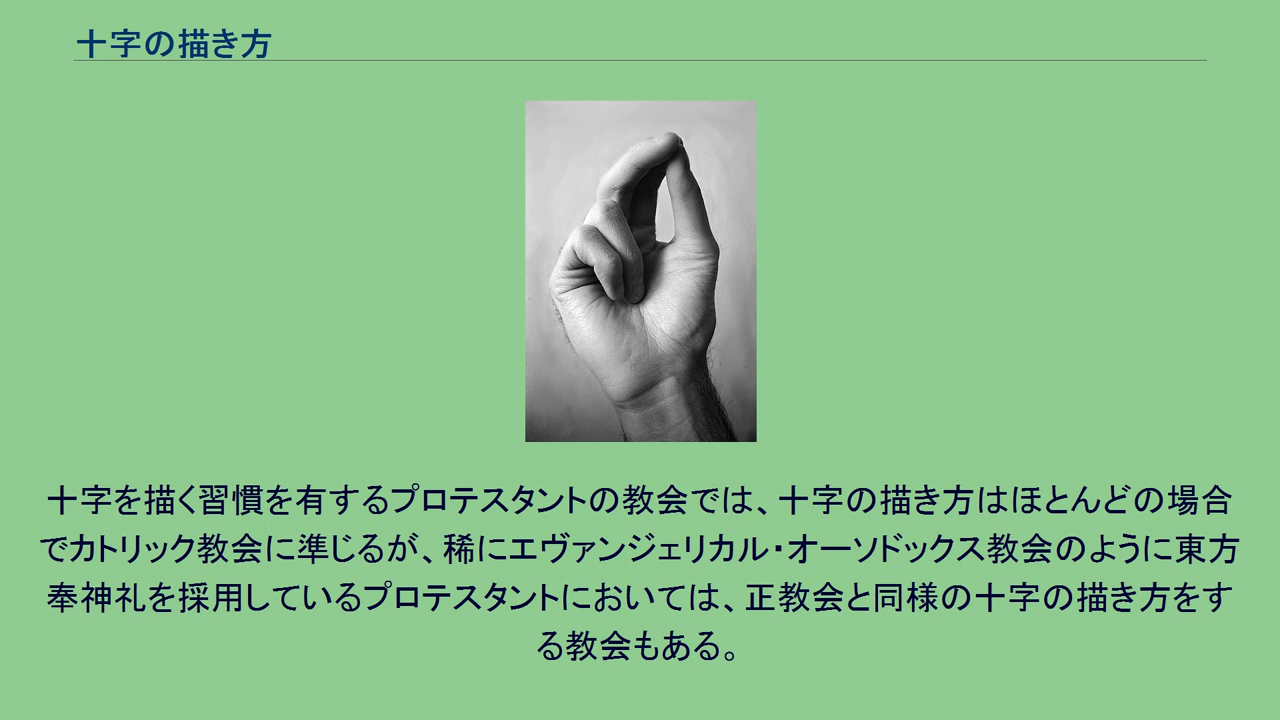 十字の描き方
十字を描く習慣を有するプロテスタントの教会では、十字の描き方はほとんどの場合
でカトリック教会に準じるが、稀にエヴァンジェリカル・オーソドックス教会のように東方
奉神礼を採用しているプロテスタントにおいては、正教会と同様の十字の描き方をす
る教会もある。